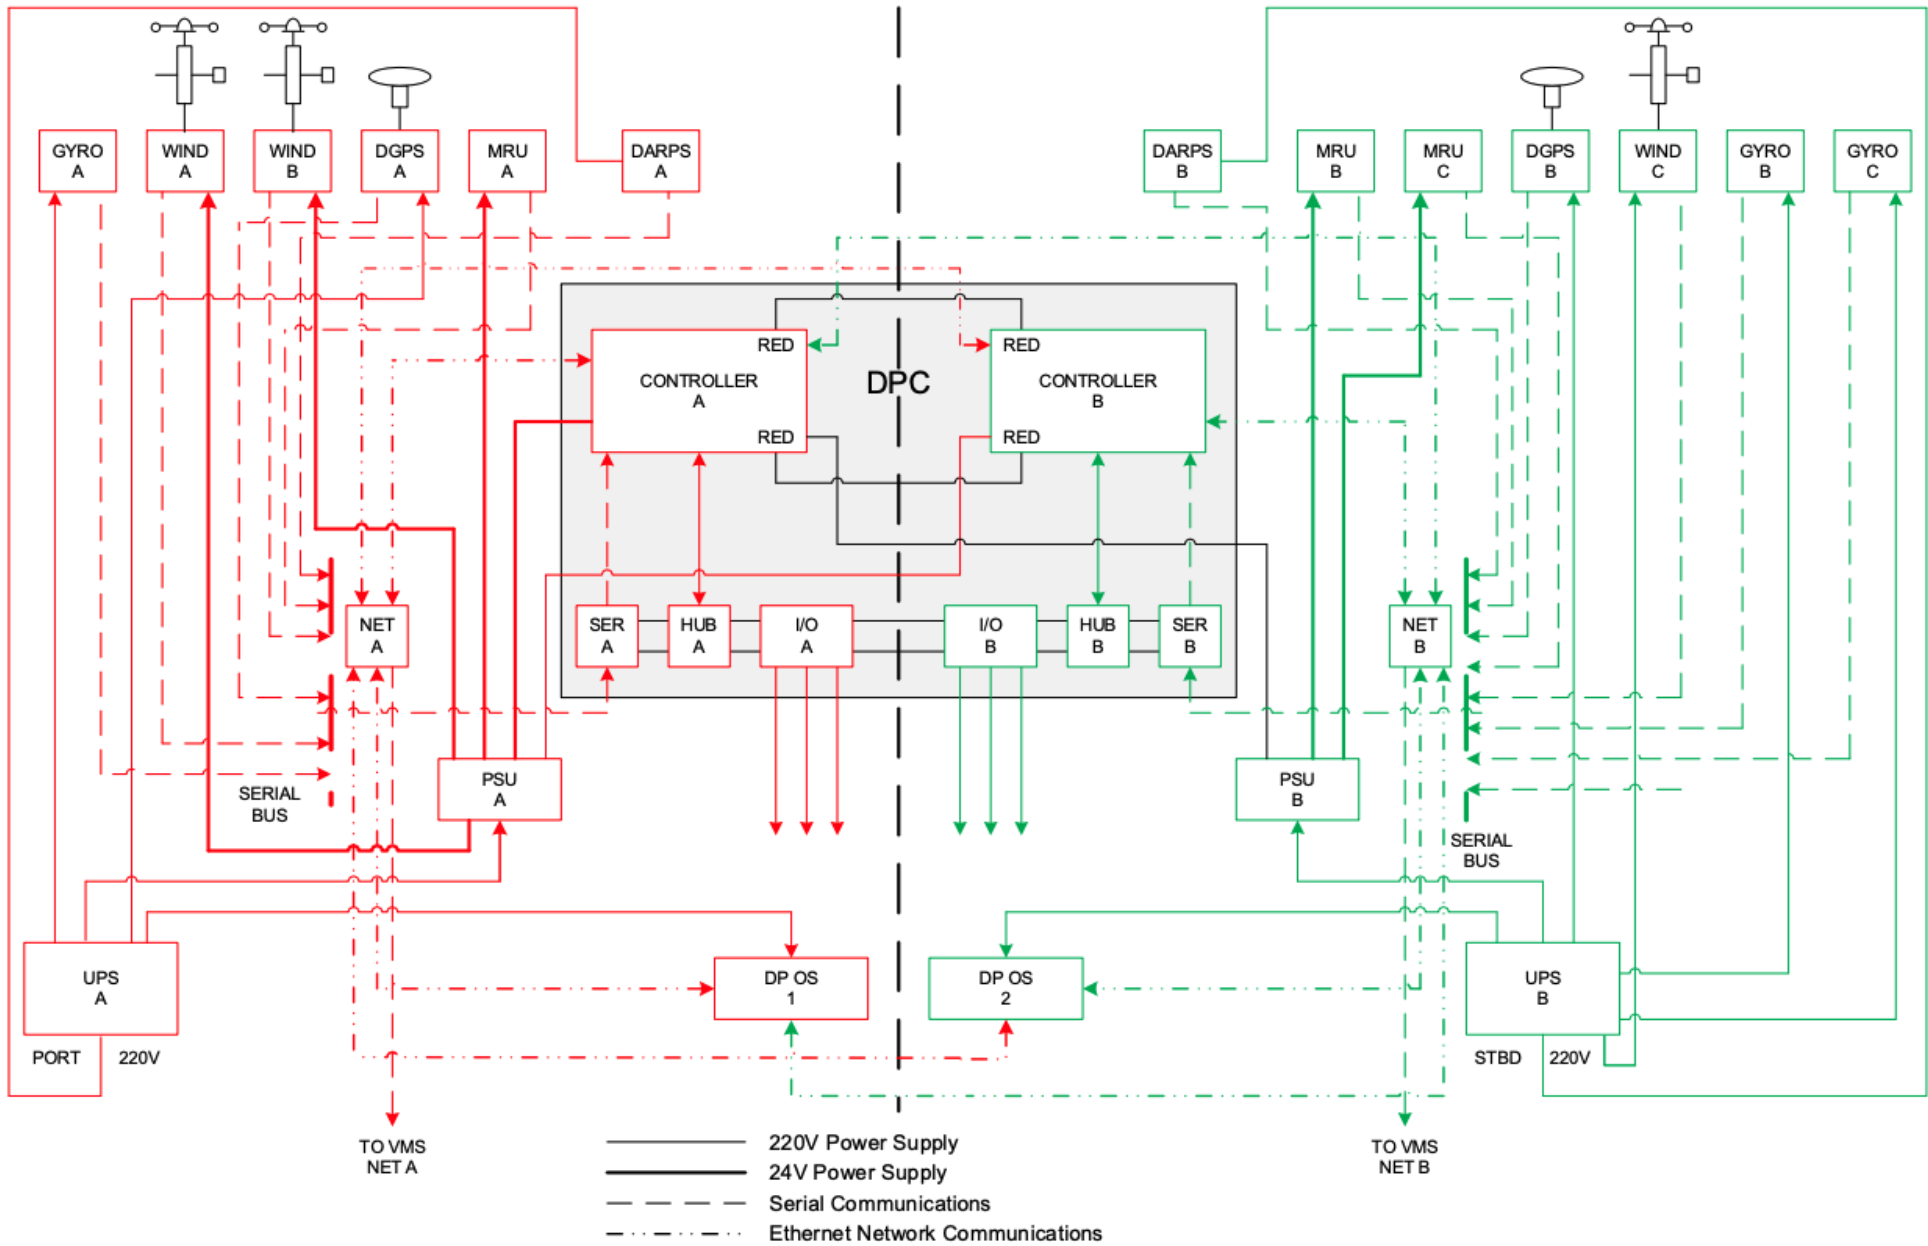 GYRO
A
WIND
A
WIND
B
DGPS
A
MRU
A
DARPS
A
DARPS
B
MRU
B
MRU
C
DGPS
B
WIND
C
GYRO
B
GYRO
C
RED
RED
CONTROLLER
A
DPC
CONTROLLER
B
RED
RED
NET
A
SER
A
HUB
A
I/O
A
I/O
B
HUB
B
SER
B
NET
B
SERIAL
BUS
PSU
A
PSU
B
SERIAL
BUS
UPS
A
DP OS
1
DP OS
2
UPS
B
PORT 220V
STBD 220V
TO VMS
NET A
TO VMS
NET B
220V Power Supply
24V Power Supply
Serial Communications
Ethernet Network Communications